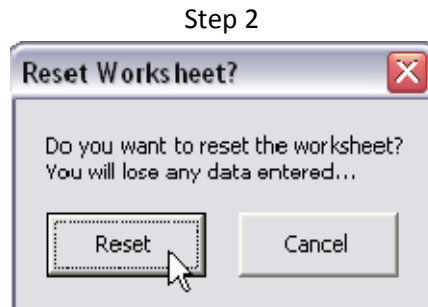 Step 2
Reset Worksheet?
Do you want to reset the worksheet?
You will lose any data entered...
Reset
Cancel